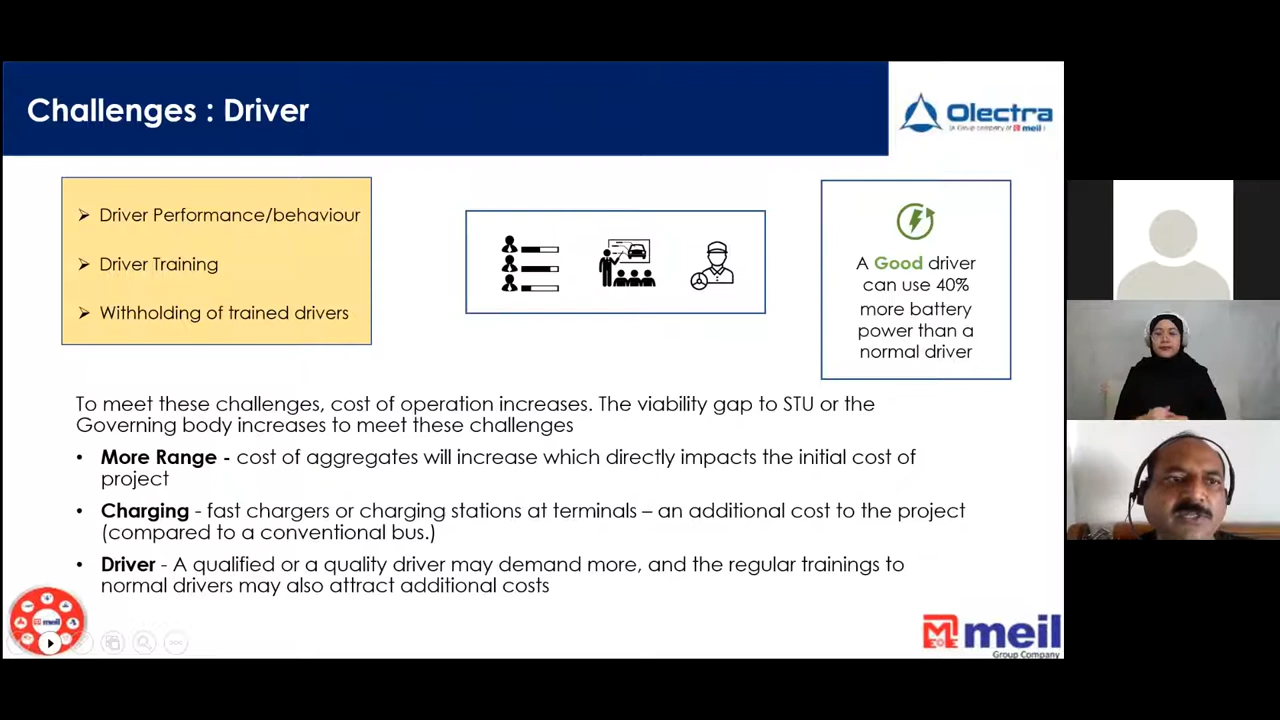 Challenges : Driver
Olectra
(A Group company of meil)
➢ Driver Performance/behaviour
➢ Driver Training
➢ Withholding of trained drivers
A Good driver
can use 40%
more battery
power than a
normal driver
To meet these challenges, cost of operation increases. The viability gap to STU or the
Governing body increases to meet these challenges
• More Range - cost of aggregates will increase which directly impacts the initial cost of
project
• Charging - fast chargers or charging stations at terminals – an additional cost to the project
(compared to a conventional bus.)
• Driver - A qualified or a quality driver may demand more, and the regular trainings to
normal drivers may also attract additional costs
meil
meil
Group Company